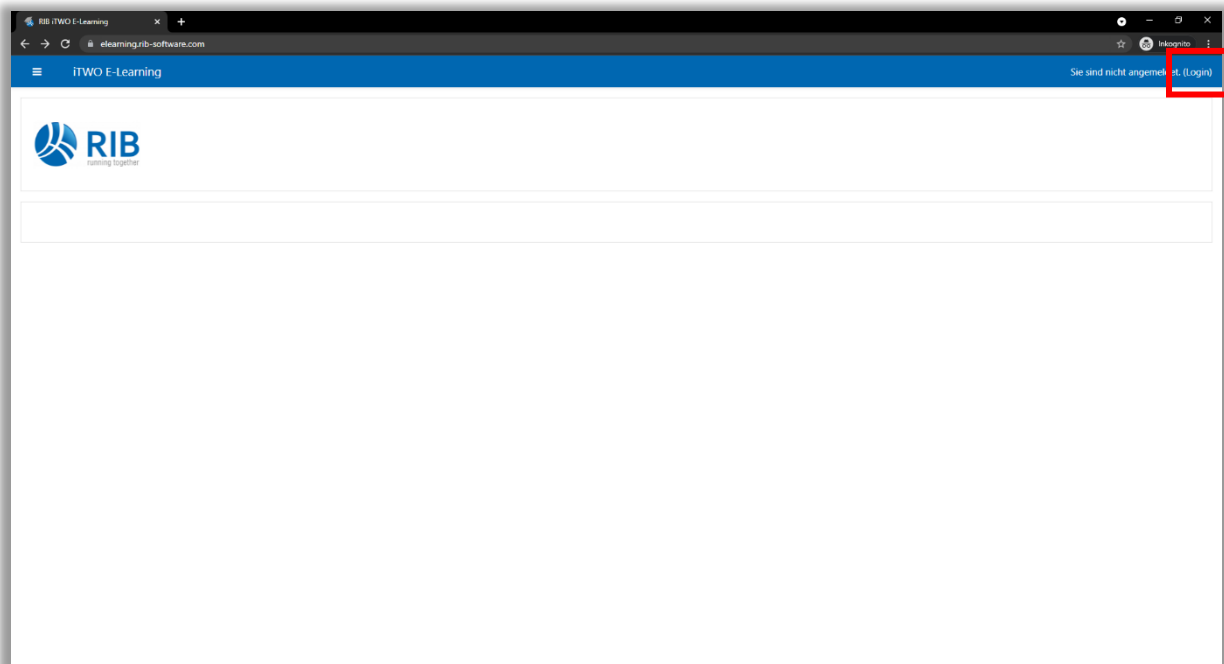 RIB iTWO E-Learning
elearning.rib-software.com
Inkognito
iTWO E-Learning
Sie sind nicht angemeldet. (Login)
RIB
running together